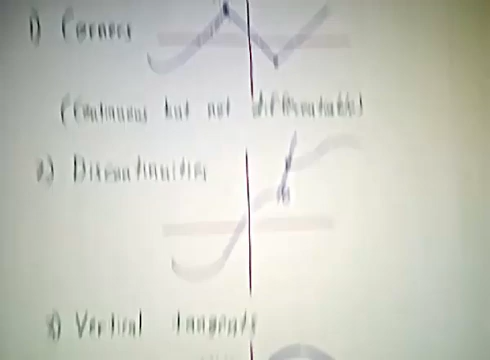 1) Corners
(Continuous but not differentiable)
2) Discontinuities
3) Vertical tangents